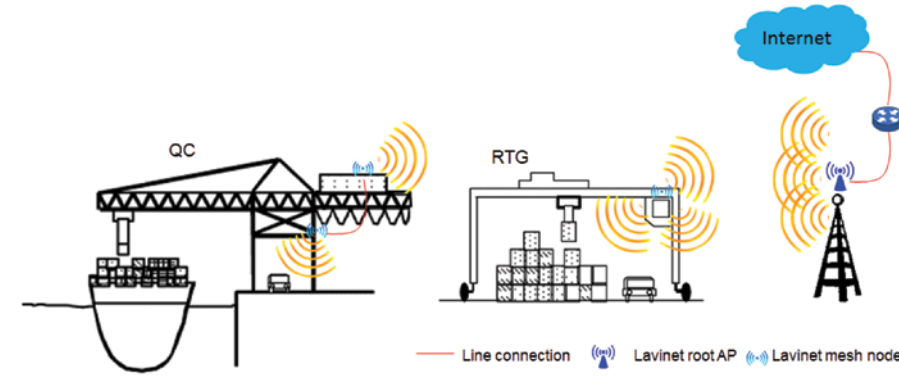 Internet
QC
RTG
Line connection
Lavinet root AP
Lavinet mesh node